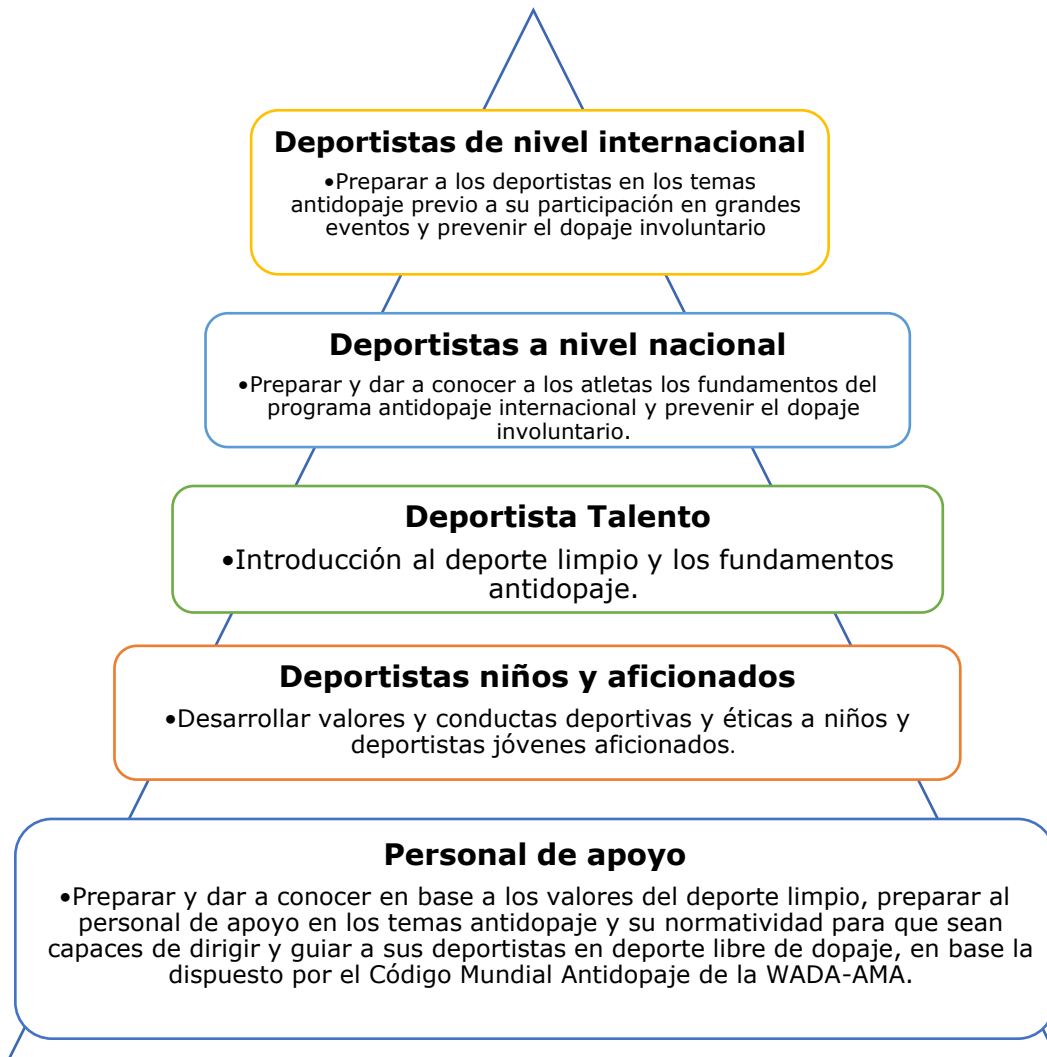 Deportistas de nivel internacional
•Preparar a los deportistas en los temas
antidopaje previo a su participación en grandes
eventos y prevenir el dopaje involuntario
Deportistas a nivel nacional
•Preparar y dar a conocer a los atletas los fundamentos del
programa antidopaje internacional y prevenir el dopaje
involuntario.
Deportista Talento
•Introducción al deporte limpio y los fundamentos
antidopaje.
Deportistas niños y aficionados
•Desarrollar valores y conductas deportivas y éticas a niños y
deportistas jóvenes aficionados.
Personal de apoyo
•Preparar y dar a conocer en base a los valores del deporte limpio, preparar al
personal de apoyo en los temas antidopaje y su normatividad para que sean
capaces de dirigir y guiar a sus deportistas en deporte libre de dopaje, en base la
dispuesto por el Código Mundial Antidopaje de la WADA-AMA.